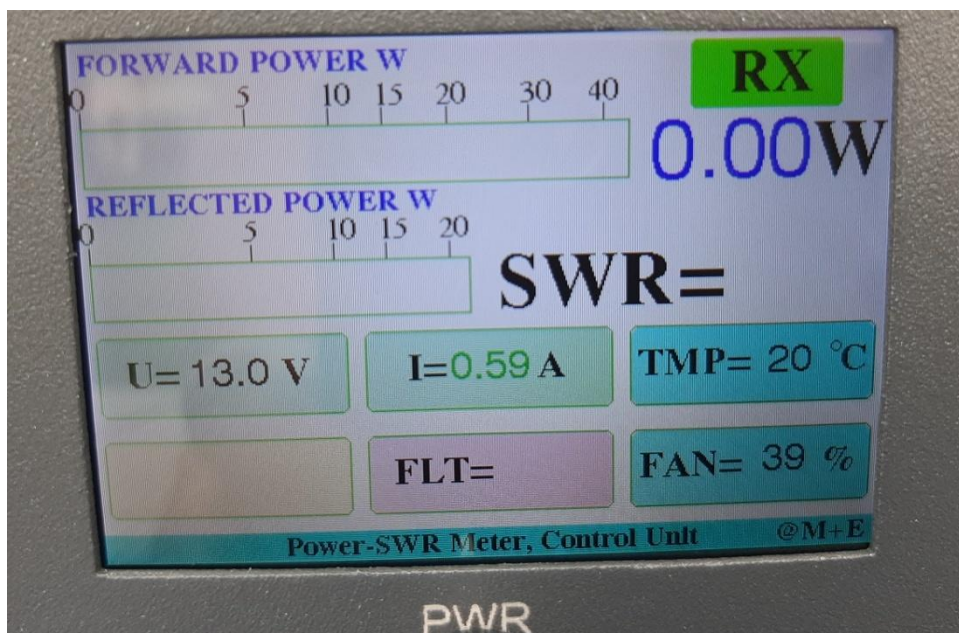 FORWARD POWER W
RX
0 5 10 15 20 30 40
0.00W
REFLECTED POWER W
0 5 10 15 20
SWR=
U= 13.0 V I=0.59 A TMP= 20 °C
FLT= FAN= 39 %
Power-SWR Meter, Control Unit @M+E
PWR